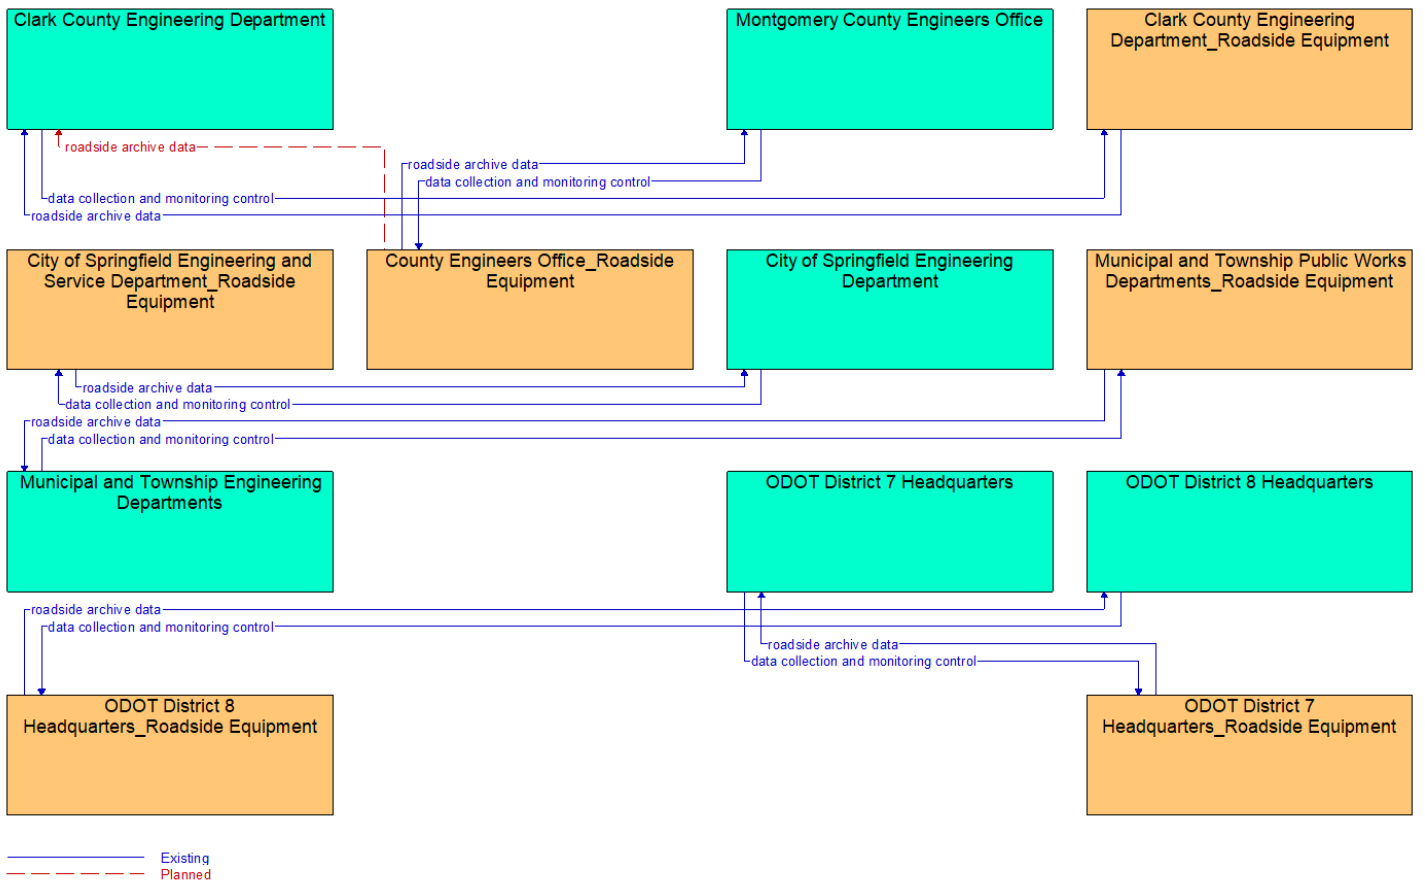 Clark County Engineering Department
Montgomery County Engineers Office
Clark County Engineering
Department_Roadside Equipment
roadside archive data
roadside archive data
data collection and monitoring control
data collection and monitoring control
roadside archive data
City of Springfield Engineering and
Service Department_Roadside
Equipment
County Engineers Office_Roadside
Equipment
City of Springfield Engineering
Department
Municipal and Township Public Works
Departments_Roadside Equipment
roadside archive data
data collection and monitoring control
roadside archive data
data collection and monitoring control
Municipal and Township Engineering
Departments
ODOT District 7 Headquarters
ODOT District 8 Headquarters
roadside archive data
data collection and monitoring control
roadside archive data
data collection and monitoring control
ODOT District 8
Headquarters_Roadside Equipment
ODOT District 7
Headquarters_Roadside Equipment
Existing
Planned